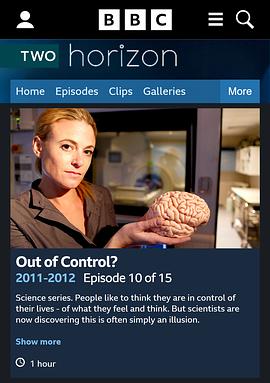 BBC
TWO horizon
Home Episodes Clips Galleries More
Out of Control?
2011-2012 Episode 10 of 15
Science series. People like to think they are in control of
their lives - of what they feel and think. But scientists are
now discovering this is often simply an illusion.
Show more
1 hour